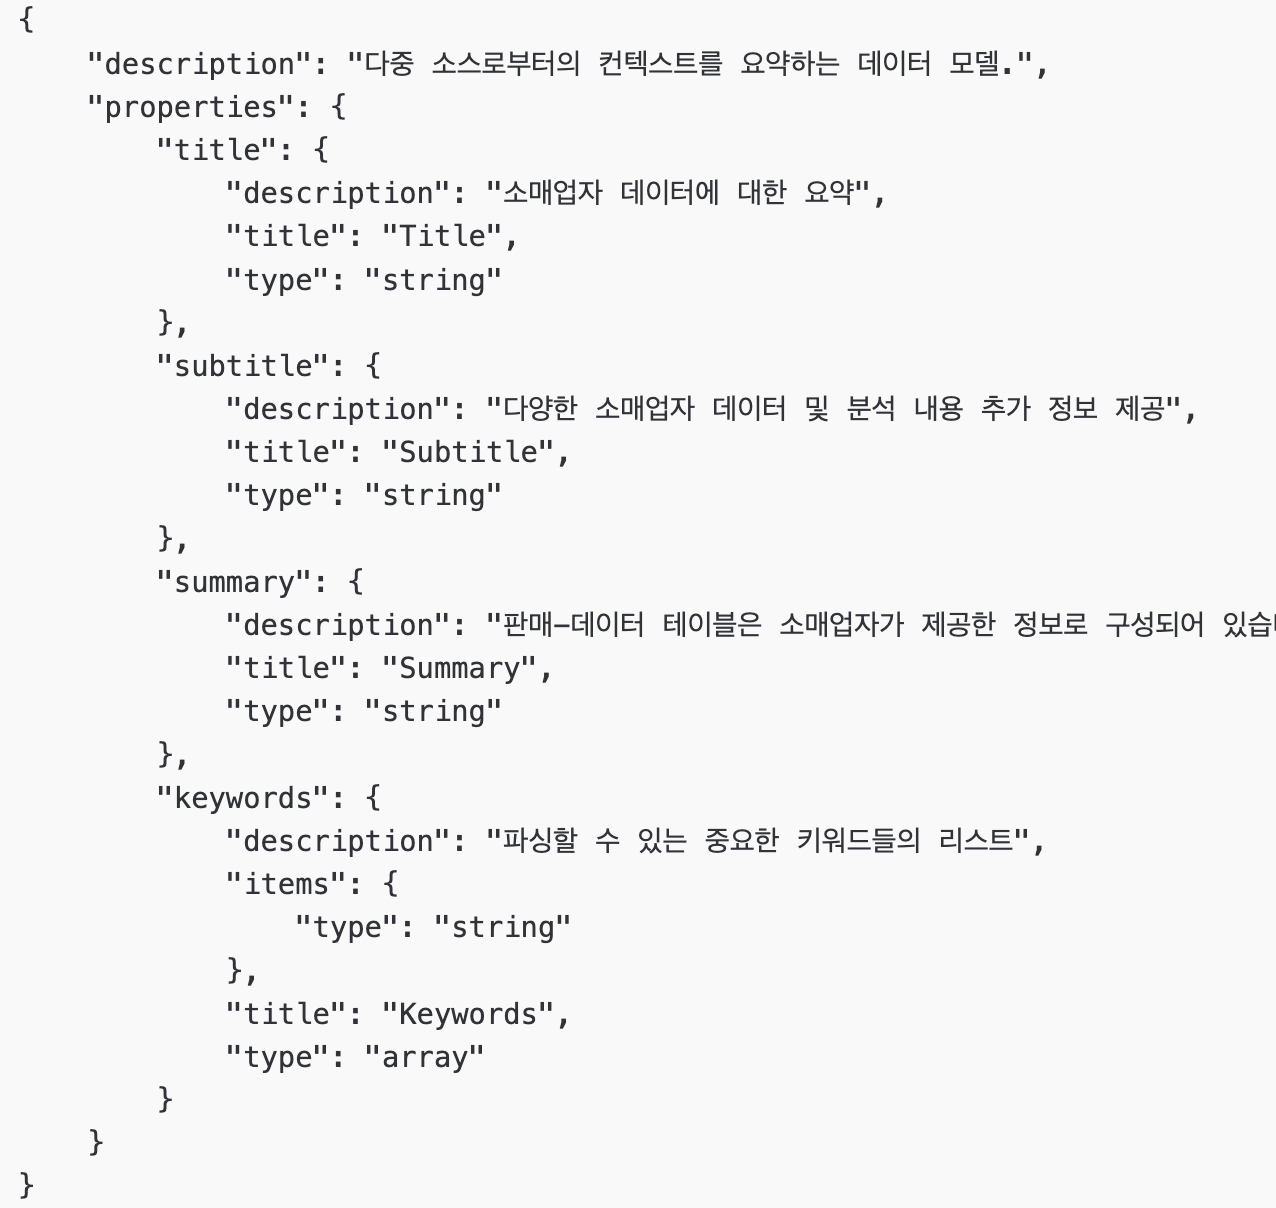 {
"description": "다중 소스로부터의 컨텍스트를 요약하는 데이터 모델.",
"properties": {
"title": {
"description": "소매업자 데이터에 대한 요약",
"title": "Title",
"type": "string"
},
"subtitle": {
"description": "다양한 소매업자 데이터 및 분석 내용 추가 정보 제공",
"title": "Subtitle",
"type": "string"
},
"summary": {
"description": "판매–데이터 테이블은 소매업자가 제공한 정보로 구성되어 있습
"title": "Summary",
"type": "string"
},
"keywords": {
"description": "파싱할 수 있는 중요한 키워드들의 리스트",
"items": {
"type": "string"
},
"title": "Keywords",
"type": "array"
}
}
}